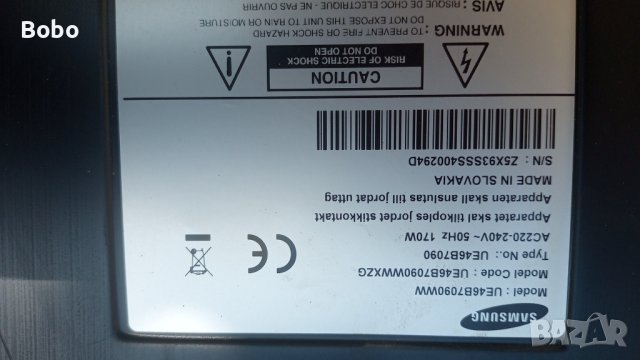 Bobo
SAMSUNG
Model : UE46B7090WW
Model Code : UE46B7090WWXZG
Type No.: UE46B7090
AC220-240V~ 50Hz 170W
Apparatet skal tilkoples jordet stikkontakt
Apparaten skall anslutas till jordat uttag
MADE IN SLOVAKIA
S/N : Z5X93SSS400294D
CAUTION
RISK OF ELECTRIC SHOCK
DO NOT OPEN
WARNING : TO PREVENT FIRE OR SHOCK HAZARD
DO NOT EXPOSE THIS UNIT TO RAIN OR MOISTURE
AVIS : RISQUE DE CHOC ELECTRIQUE - NE PAS OUVRIR
BAZAR
bg